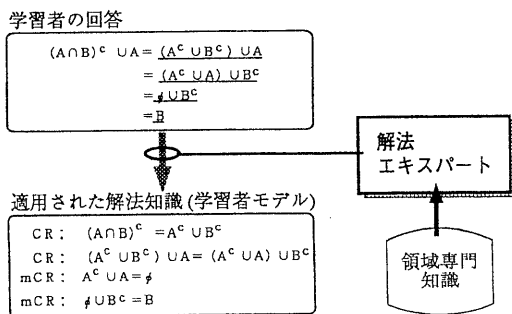 学習者の回答
(A∩B)ᶜ ∪A= (Aᶜ ∪Bᶜ) ∪A
= (Aᶜ ∪A) ∪Bᶜ
=φ∪Bᶜ
=B
解法
エキスパート
適用された解法知識(学習者モデル)
CR: (A∩B)ᶜ =Aᶜ ∪Bᶜ
CR: (Aᶜ ∪Bᶜ) ∪A= (Aᶜ ∪A) ∪Bᶜ
mCR: Aᶜ ∪A=φ
mCR: φ∪Bᶜ=B
領域専門
知識